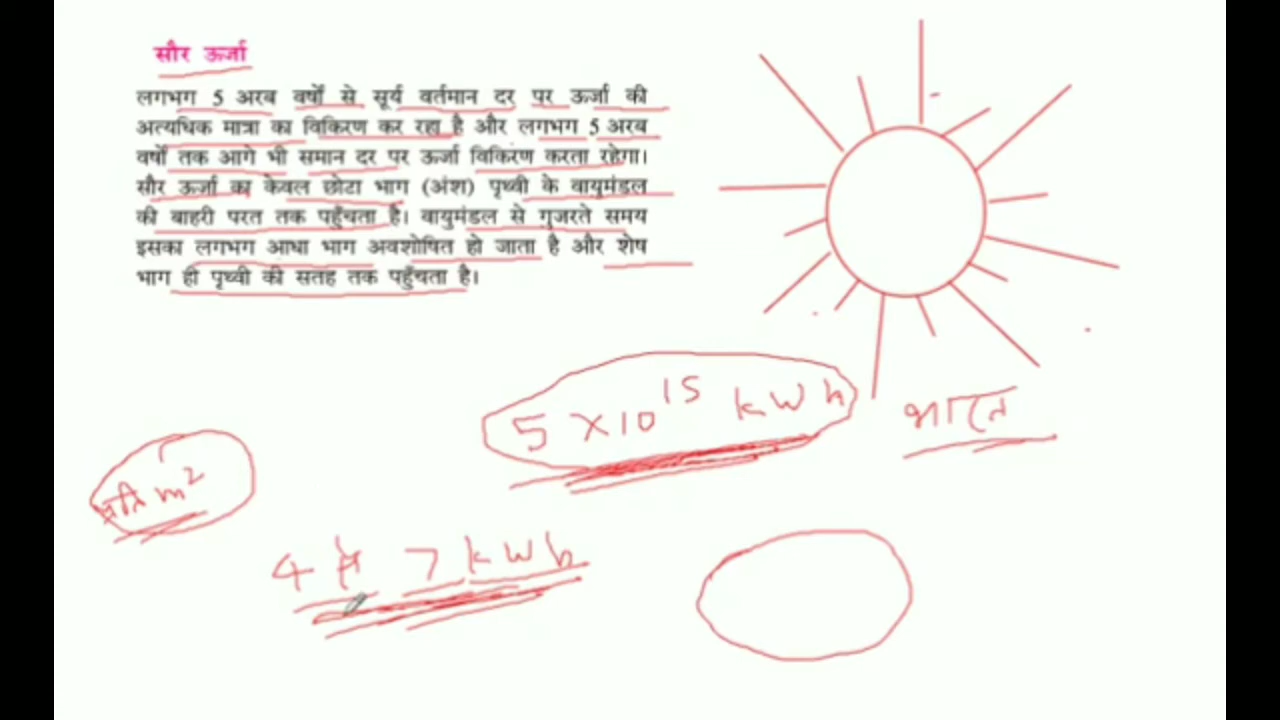 सौर ऊर्जा
लगभग 5 अरब वर्षों से सूर्य वर्तमान दर पर ऊर्जा की
अत्यधिक मात्रा का विकिरण कर रहा है और लगभग 5 अरब
वर्षों तक आगे भी समान दर पर ऊर्जा विकिरण करता रहेगा।
सौर ऊर्जा का केवल छोटा भाग (अंश) पृथ्वी के वायुमंडल
की बाहरी परत तक पहुँचता है। वायुमंडल से गुजरते समय
इसका लगभग आधा भाग अवशोषित हो जाता है और शेष
भाग ही पृथ्वी की सतह तक पहुँचता है।
5 × 10^15 kWh
प्रति m²
4 से 7 kWh